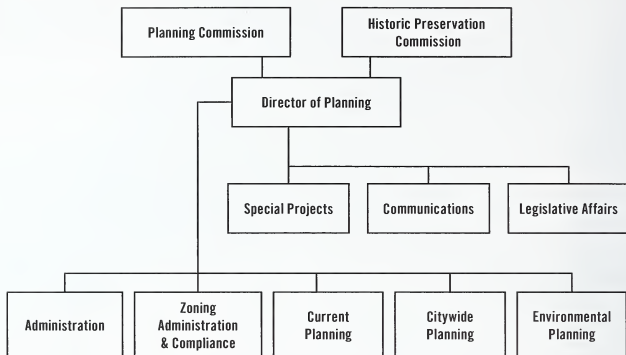 Planning Commission
Historic Preservation
Commission
Director of Planning
Special Projects
Communications
Legislative Affairs
Administration
Zoning
Administration
& Compliance
Current
Planning
Citywide
Planning
Environmental
Planning